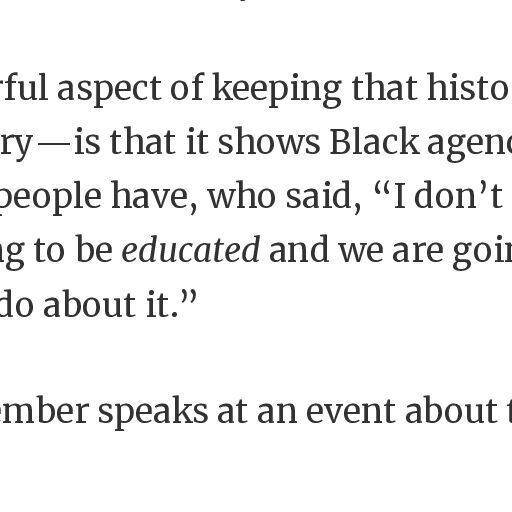 rful aspect of keeping that histo
ry—is that it shows Black agenc
people have, who said, “I don’t
ng to be educated and we are goin
do about it.”
ember speaks at an event about t